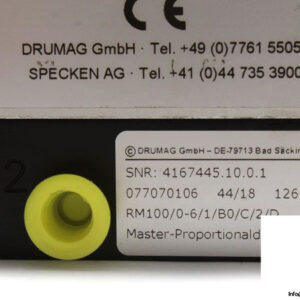 CE
DRUMAG GmbH · Tel. +49 (0)7761 5505
SPECKEN AG · Tel. +41 (0)44 735 3900
2
© DRUMAG GmbH – DE-79713 Bad Säckin
SNR: 4167445.10.0.1
077070106 44/18 126
RM100/0-6/1/B0/C/2/D
Master-Proportionald